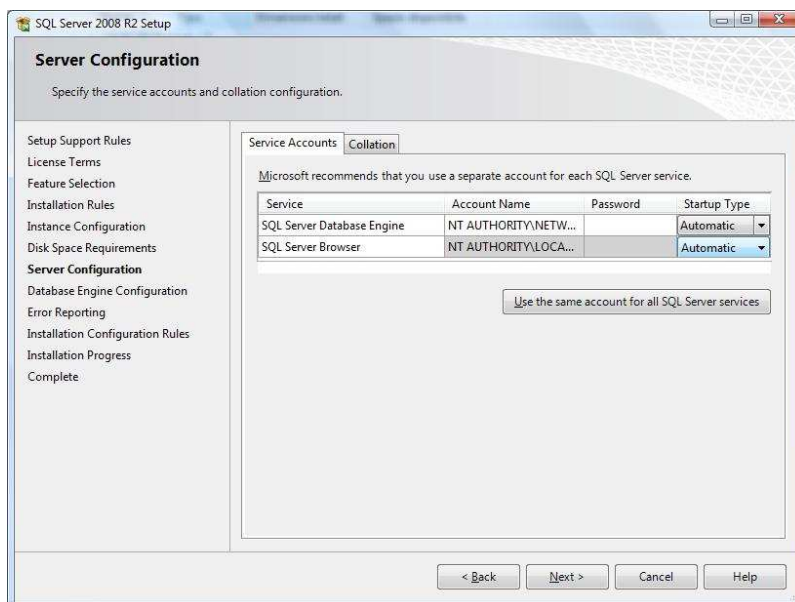 SQL Server 2008 R2 Setup
Server Configuration
Specify the service accounts and collation configuration.
Setup Support Rules
License Terms
Feature Selection
Installation Rules
Instance Configuration
Disk Space Requirements
Server Configuration
Database Engine Configuration
Error Reporting
Installation Configuration Rules
Installation Progress
Complete
Service Accounts Collation
Microsoft recommends that you use a separate account for each SQL Server service.
Service Account Name Password Startup Type
SQL Server Database Engine NT AUTHORITY\NETW... Automatic
SQL Server Browser NT AUTHORITY\LOCA... Automatic
Use the same account for all SQL Server services
< Back Next > Cancel Help